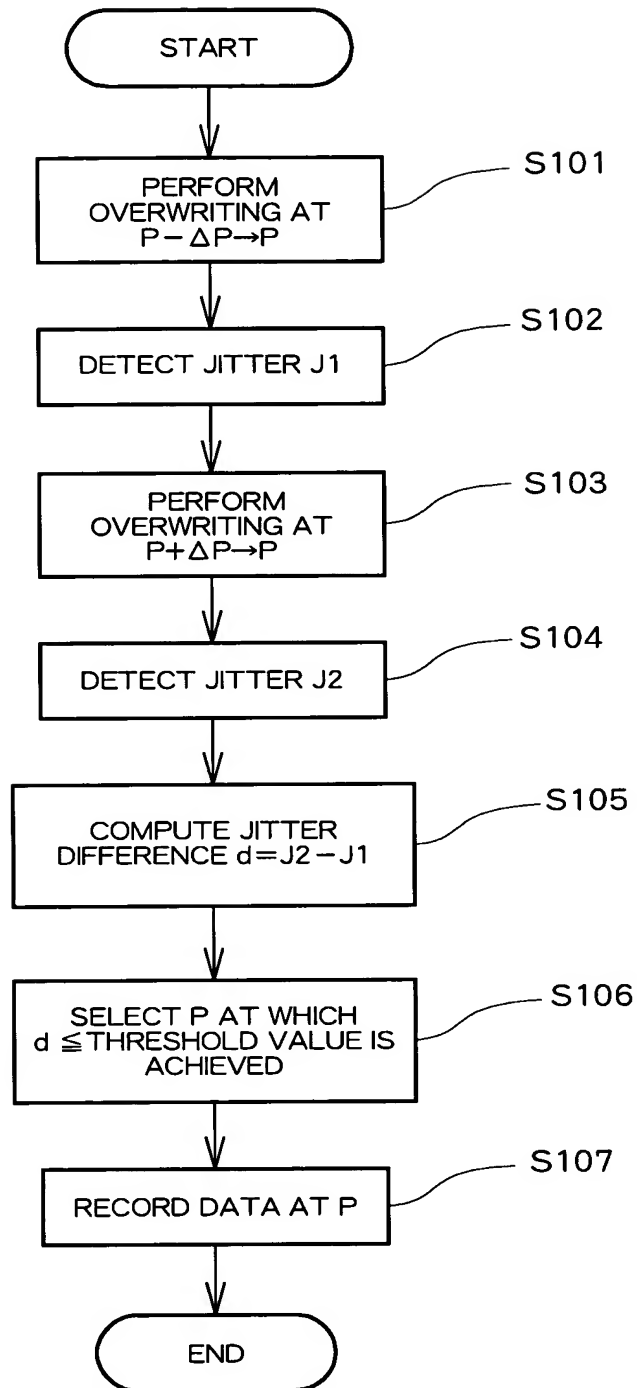 START
S101
PERFORM
OVERWRITING AT
P−ΔP→P
S102
DETECT JITTER J1
S103
PERFORM
OVERWRITING AT
P+ΔP→P
S104
DETECT JITTER J2
S105
COMPUTE JITTER
DIFFERENCE d=J2−J1
S106
SELECT P AT WHICH
d ≦THRESHOLD VALUE IS
ACHIEVED
S107
RECORD DATA AT P
END